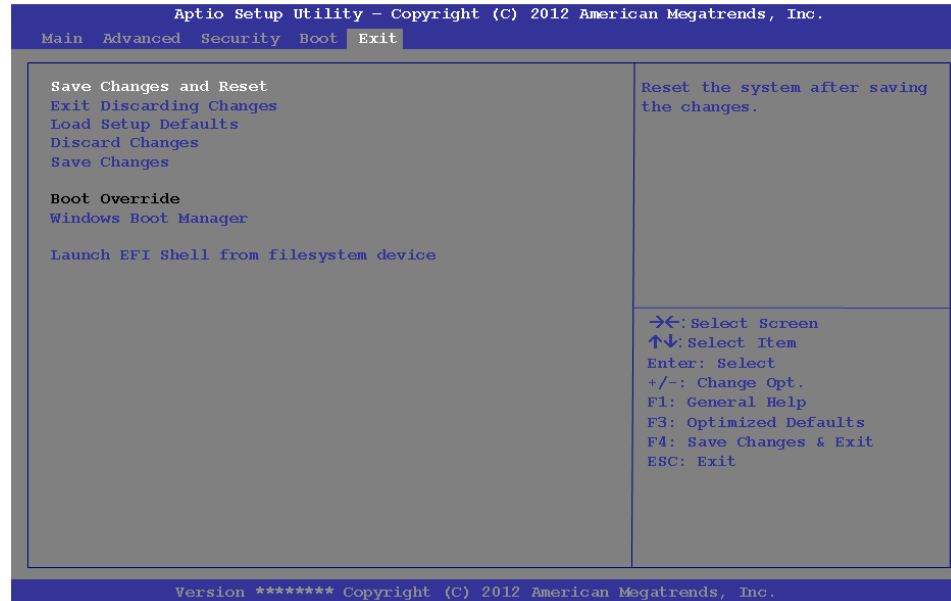 Aptio Setup Utility – Copyright (C) 2012 American Megatrends, Inc.
Main Advanced Security Boot Exit
Save Changes and Reset
Exit Discarding Changes
Load Setup Defaults
Discard Changes
Save Changes
Boot Override
Windows Boot Manager
Launch EFI Shell from filesystem device
Reset the system after saving
the changes.
→←: Select Screen
↑↓: Select Item
Enter: Select
+/-: Change Opt.
F1: General Help
F3: Optimized Defaults
F4: Save Changes & Exit
ESC: Exit
Version ******** Copyright (C) 2012 American Megatrends, Inc.